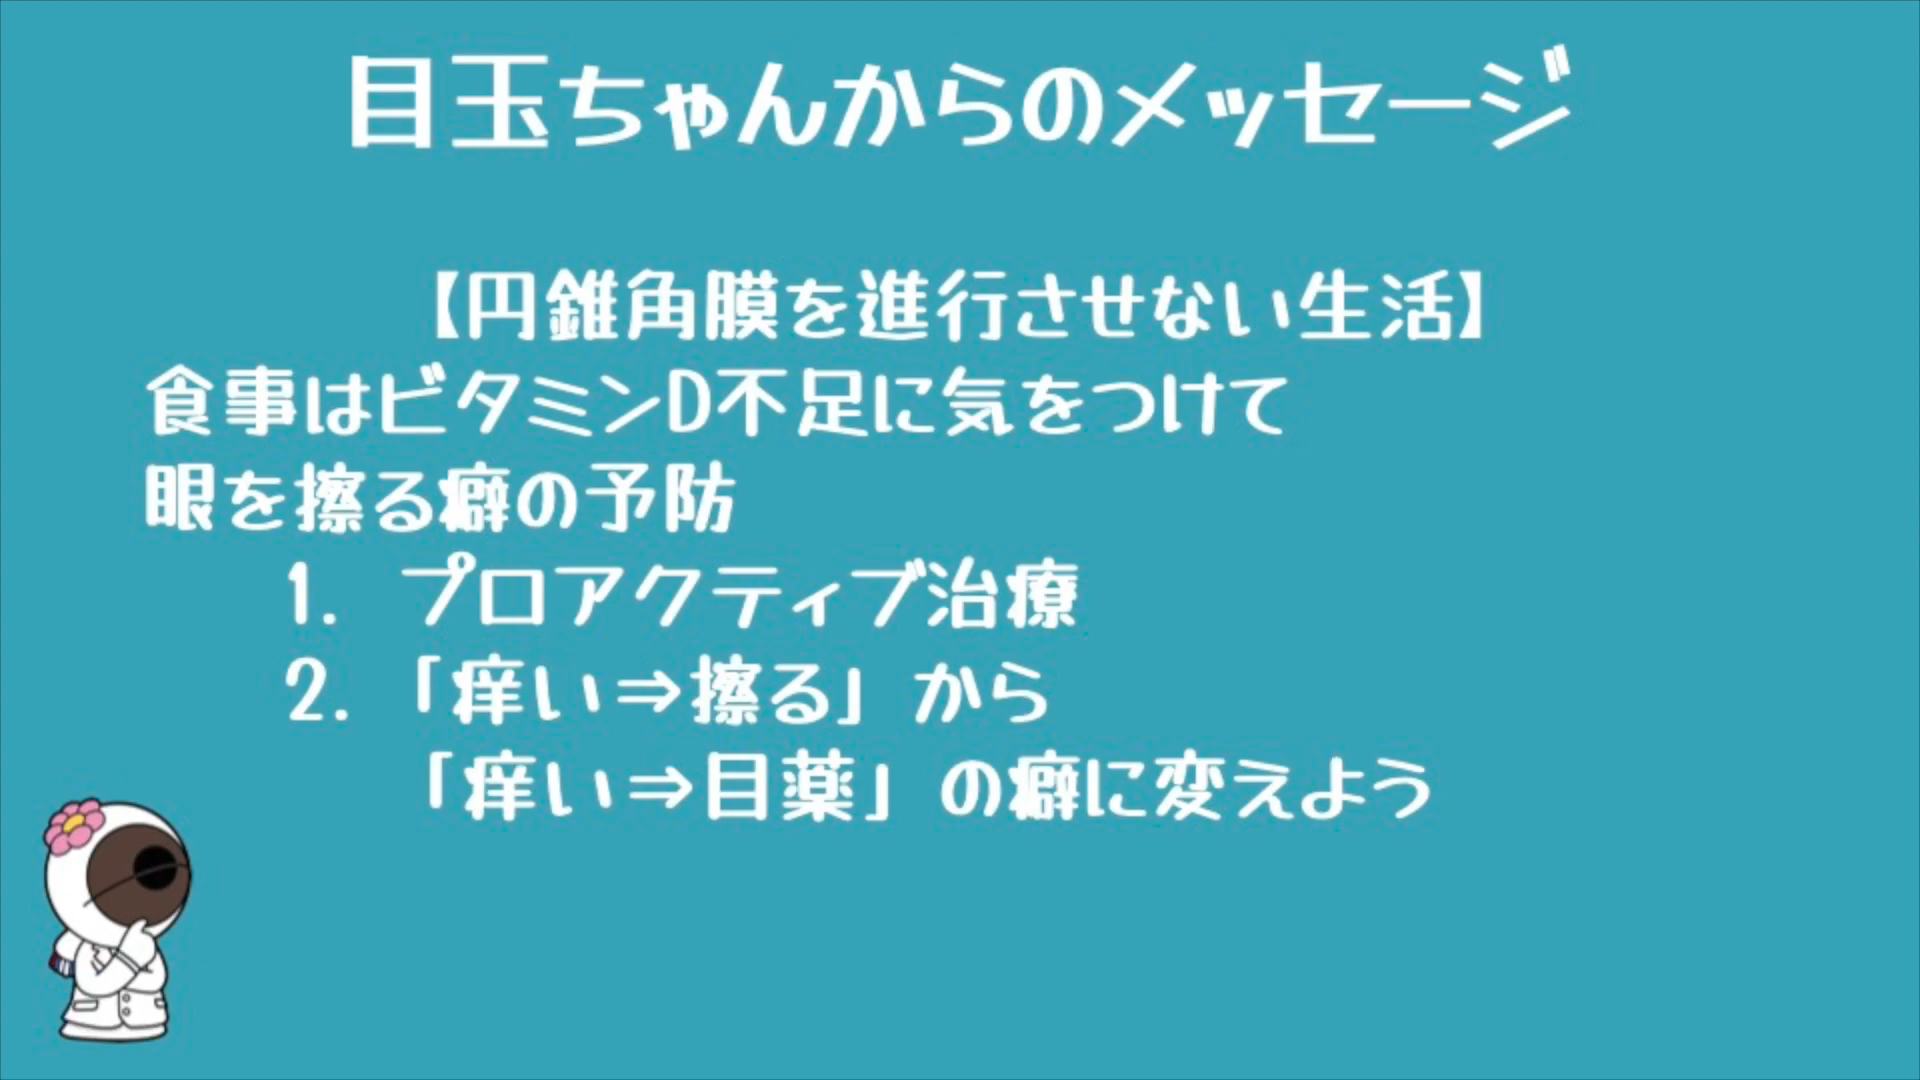 目玉ちゃんからのメッセージ
【円錐角膜を進行させない生活】
食事はビタミンD不足に気をつけて
眼を擦る癖の予防
1. プロアクティブ治療
2. 「痒い⇒擦る」から
「痒い⇒目薬」の癖に変えよう